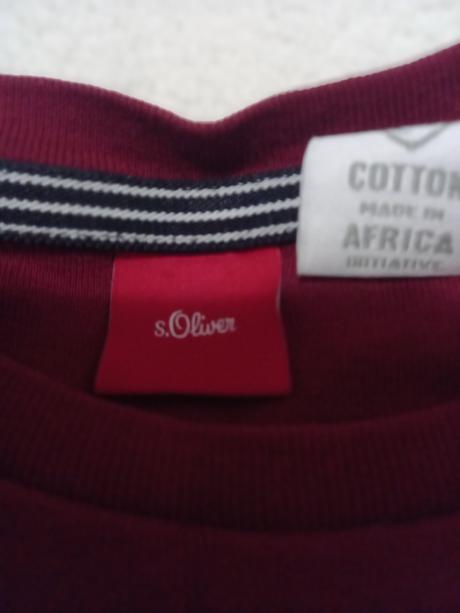 s.Oliver
COTTON
MADE IN
AFRICA
INITIATIVE